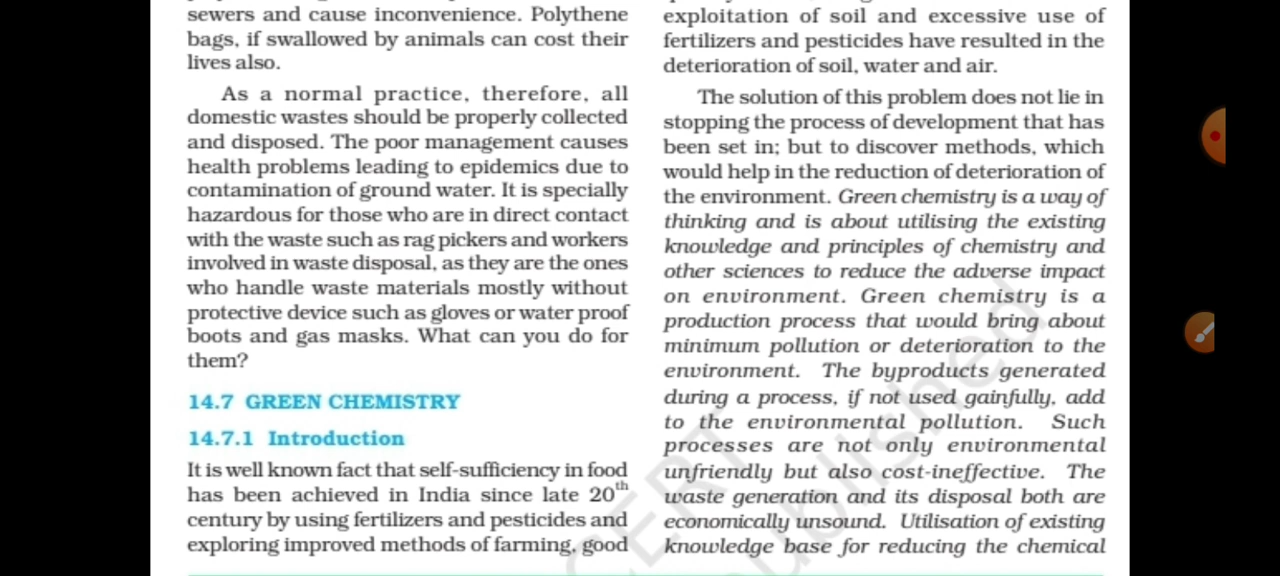 sewers and cause inconvenience. Polythene
bags, if swallowed by animals can cost their
lives also.
As a normal practice, therefore, all
domestic wastes should be properly collected
and disposed. The poor management causes
health problems leading to epidemics due to
contamination of ground water. It is specially
hazardous for those who are in direct contact
with the waste such as rag pickers and workers
involved in waste disposal, as they are the ones
who handle waste materials mostly without
protective device such as gloves or water proof
boots and gas masks. What can you do for
them?
14.7 GREEN CHEMISTRY
14.7.1 Introduction
It is well known fact that self-sufficiency in food
has been achieved in India since late 20th
century by using fertilizers and pesticides and
exploring improved methods of farming, good
exploitation of soil and excessive use of
fertilizers and pesticides have resulted in the
deterioration of soil, water and air.
The solution of this problem does not lie in
stopping the process of development that has
been set in; but to discover methods, which
would help in the reduction of deterioration of
the environment. Green chemistry is a way of
thinking and is about utilising the existing
knowledge and principles of chemistry and
other sciences to reduce the adverse impact
on environment. Green chemistry is a
production process that would bring about
minimum pollution or deterioration to the
environment. The byproducts generated
during a process, if not used gainfully, add
to the environmental pollution. Such
processes are not only environmental
unfriendly but also cost-ineffective. The
waste generation and its disposal both are
economically unsound. Utilisation of existing
knowledge base for reducing the chemical